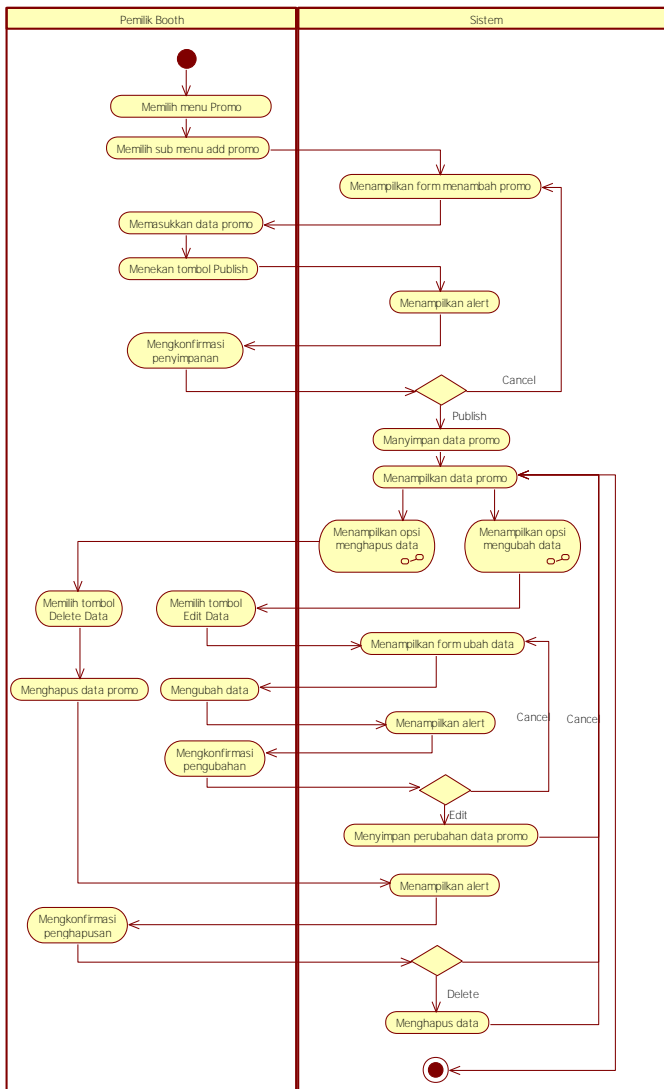 Pemilik Booth
Sistem
Memilih menu Promo
Memilih sub menu add promo
Menampilkan form menambah promo
Memasukkan data promo
Menekan tombol Publish
Menampilkan alert
Mengkonfirmasi
penyimpanan
Cancel
Publish
Manyimpan data promo
Menampilkan data promo
Menampilkan opsi
menghapus data
Menampilkan opsi
mengubah data
Memilih tombol
Delete Data
Memilih tombol
Edit Data
Menampilkan form ubah data
Menghapus data promo
Mengubah data
Menampilkan alert
Cancel
Cancel
Mengkonfirmasi
pengubahan
Edit
Menyimpan perubahan data promo
Menampilkan alert
Mengkonfirmasi
penghapusan
Delete
Menghapus data